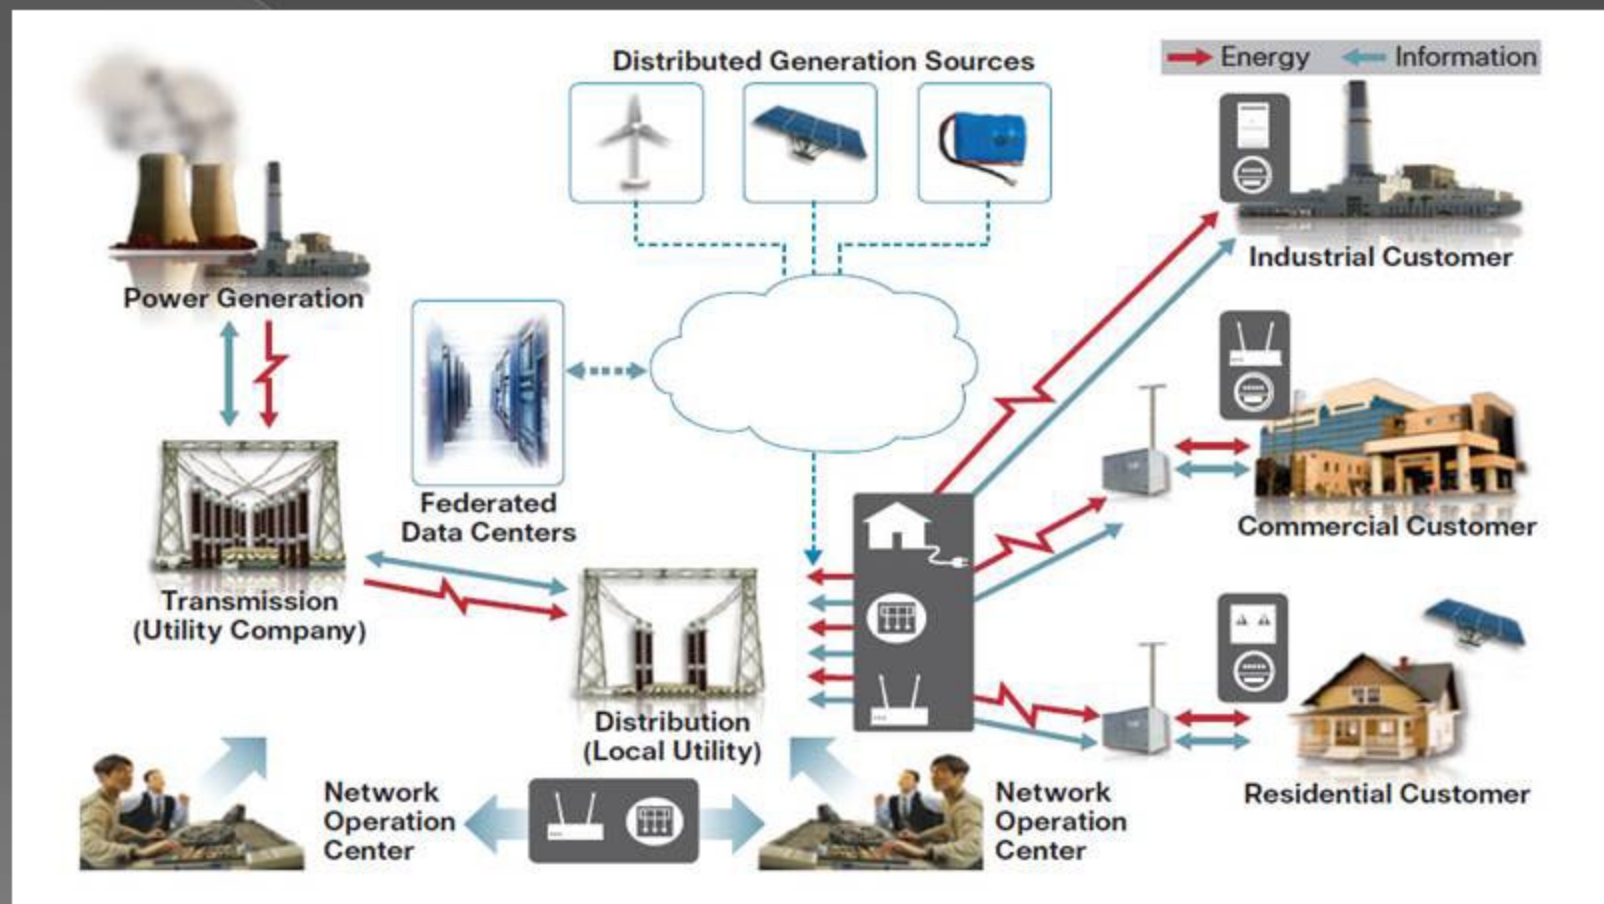 Distributed Generation Sources
Energy
Information
Power Generation
Industrial Customer
Federated
Data Centers
Commercial Customer
Transmission
(Utility Company)
Distribution
(Local Utility)
Network
Operation
Center
Network
Operation
Center
Residential Customer